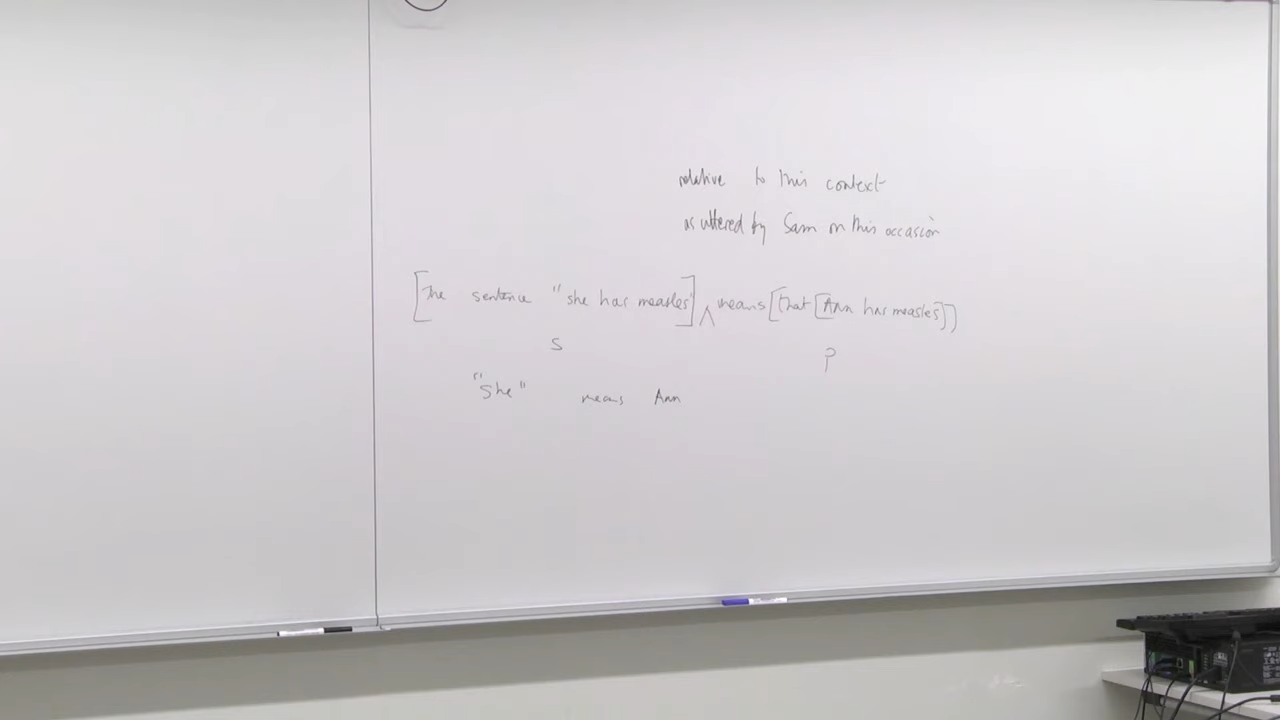 relative to this context
as uttered by Sam on this occasion
[The sentence "she has measles"] ∧ means [that [Ann has measles]]
S P
"She" means Ann